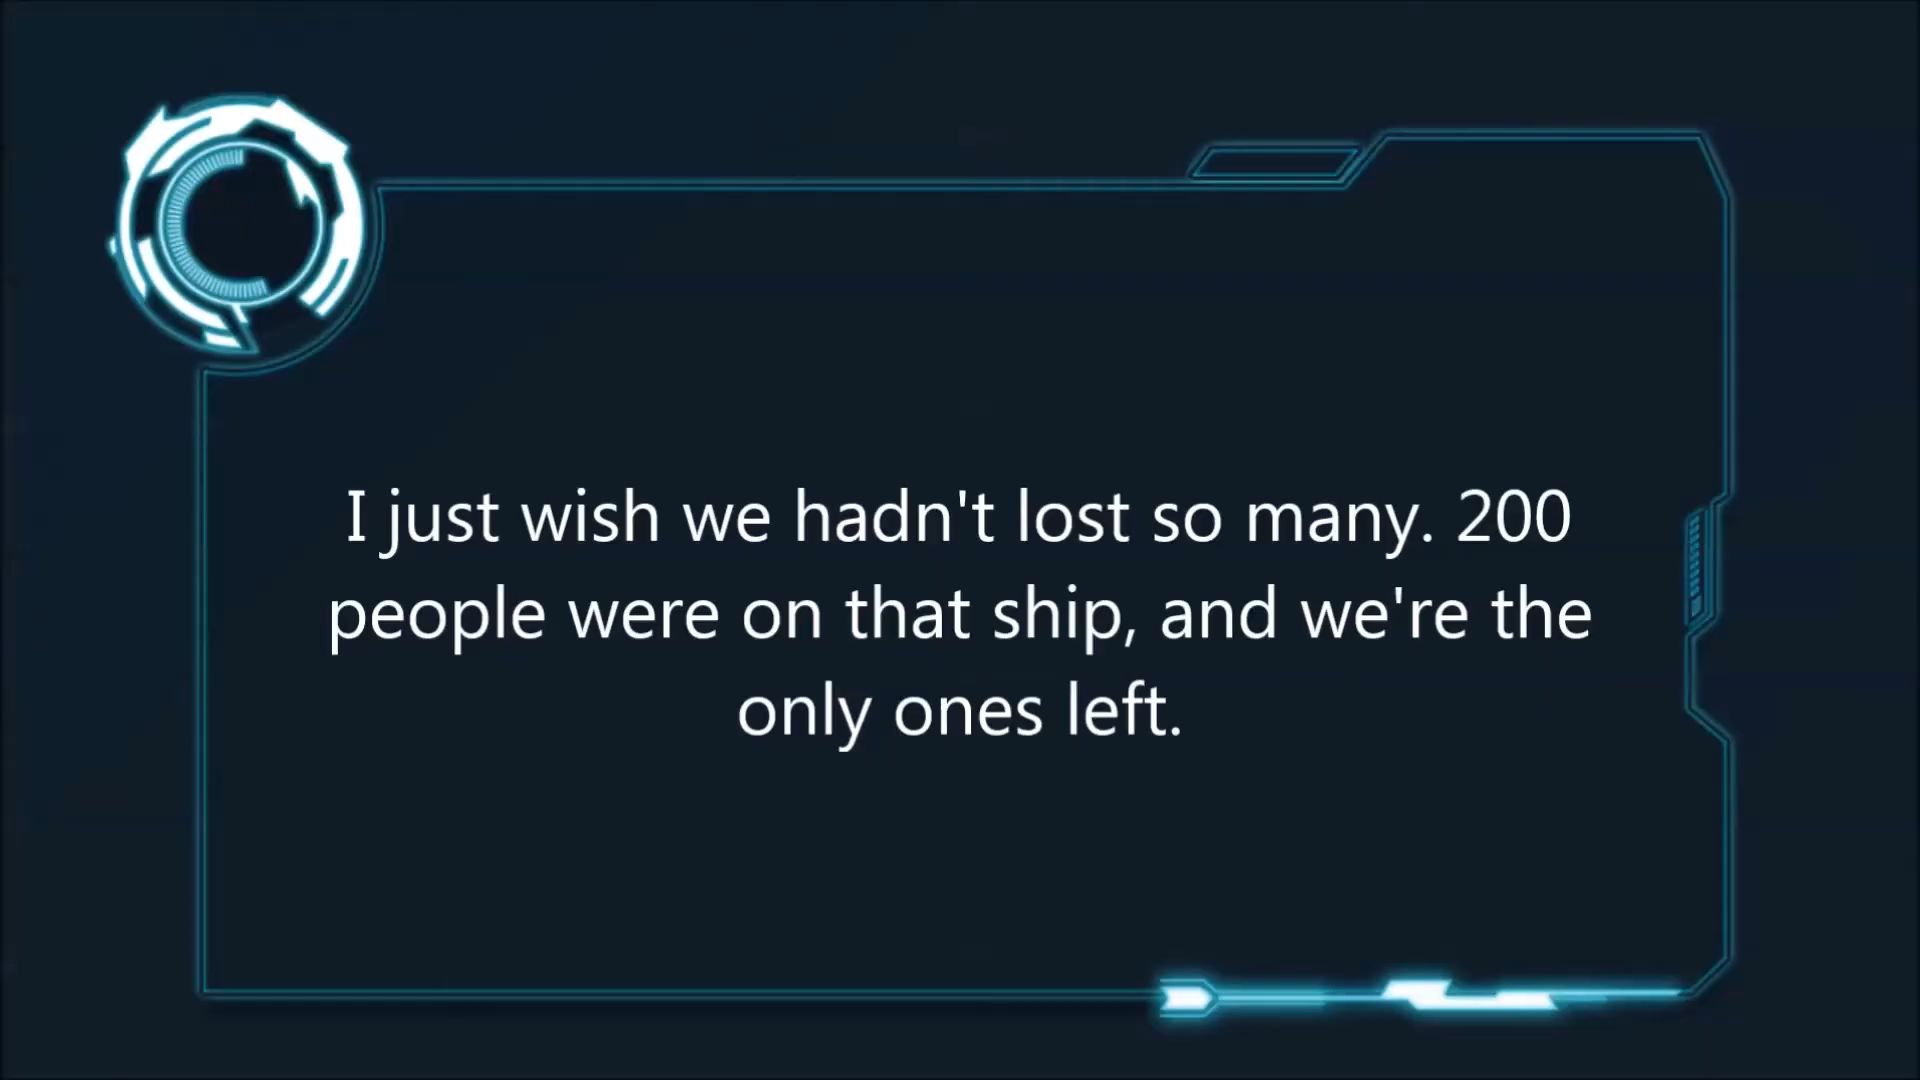 I just wish we hadn't lost so many. 200
people were on that ship, and we're the
only ones left.